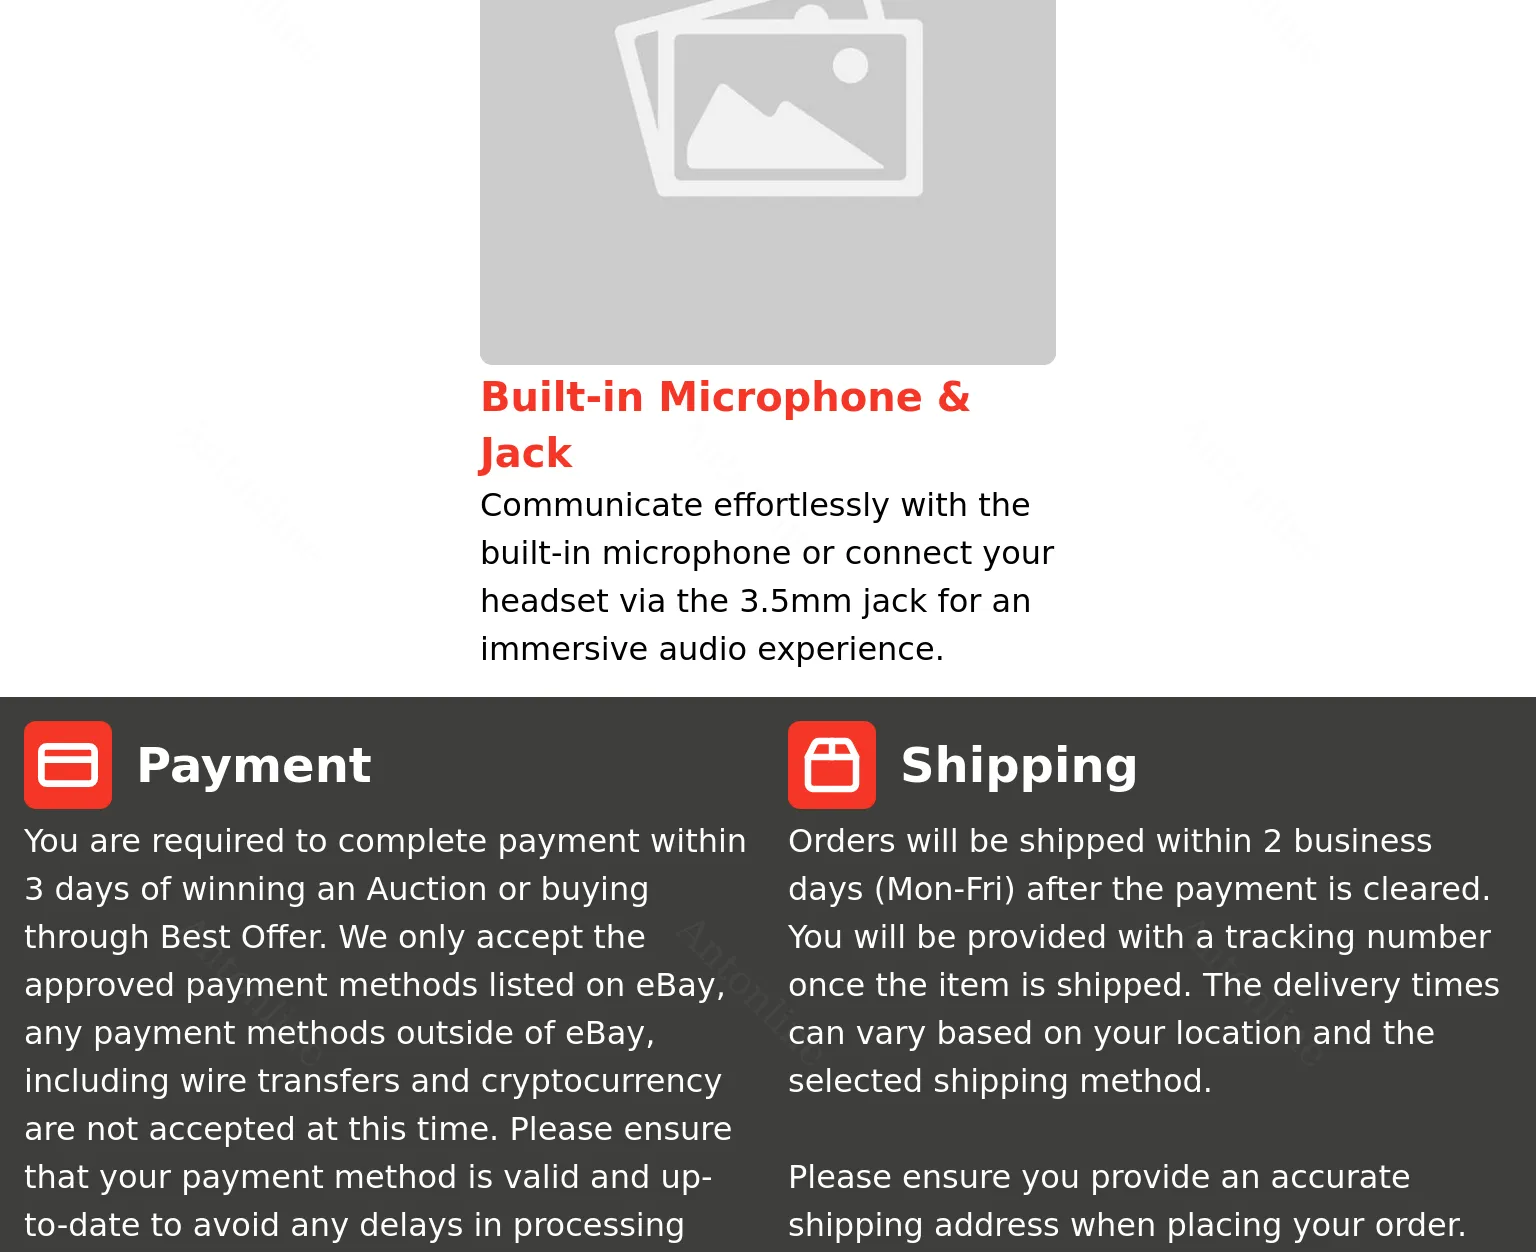 Built-in Microphone &
Jack
Communicate effortlessly with the
built-in microphone or connect your
headset via the 3.5mm jack for an
immersive audio experience.
Payment
You are required to complete payment within
3 days of winning an Auction or buying
through Best Offer. We only accept the
approved payment methods listed on eBay,
any payment methods outside of eBay,
including wire transfers and cryptocurrency
are not accepted at this time. Please ensure
that your payment method is valid and up-
to-date to avoid any delays in processing
Shipping
Orders will be shipped within 2 business
days (Mon-Fri) after the payment is cleared.
You will be provided with a tracking number
once the item is shipped. The delivery times
can vary based on your location and the
selected shipping method.
Please ensure you provide an accurate
shipping address when placing your order.
Antonline
Antonline
Antonline